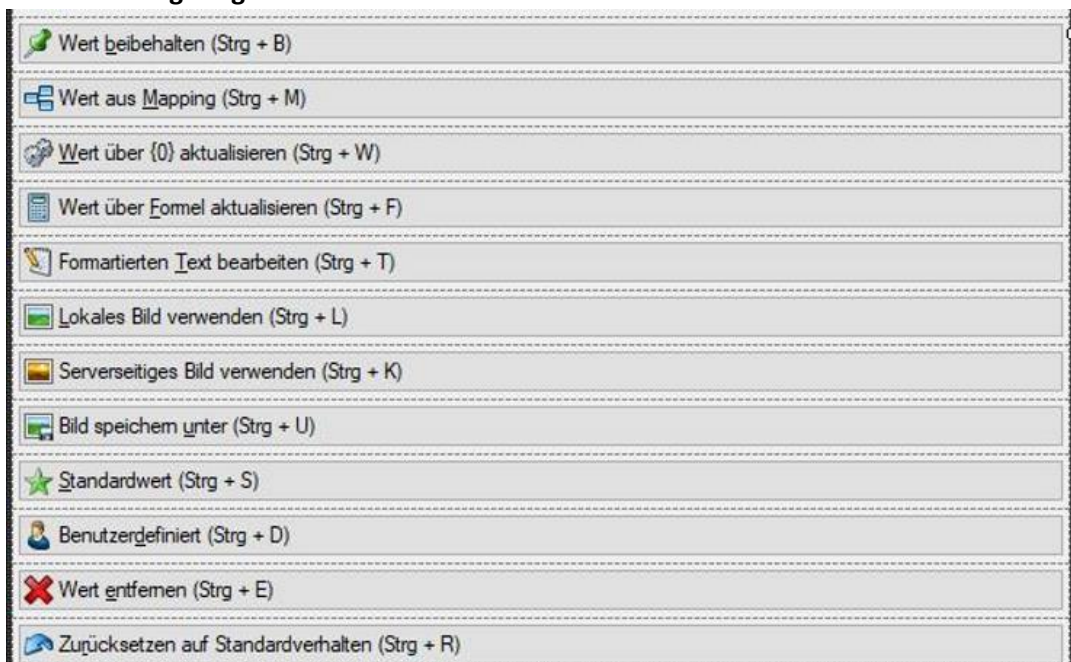 Wert beibehalten (Strg + B)
Wert aus Mapping (Strg + M)
Wert über {0} aktualisieren (Strg + W)
Wert über Formel aktualisieren (Strg + F)
Formartierten Text bearbeiten (Strg + T)
Lokales Bild verwenden (Strg + L)
Serverseitiges Bild verwenden (Strg + K)
Bild speichern unter (Strg + U)
Standardwert (Strg + S)
Benutzerdefiniert (Strg + D)
Wert entfernen (Strg + E)
Zurücksetzen auf Standardverhalten (Strg + R)